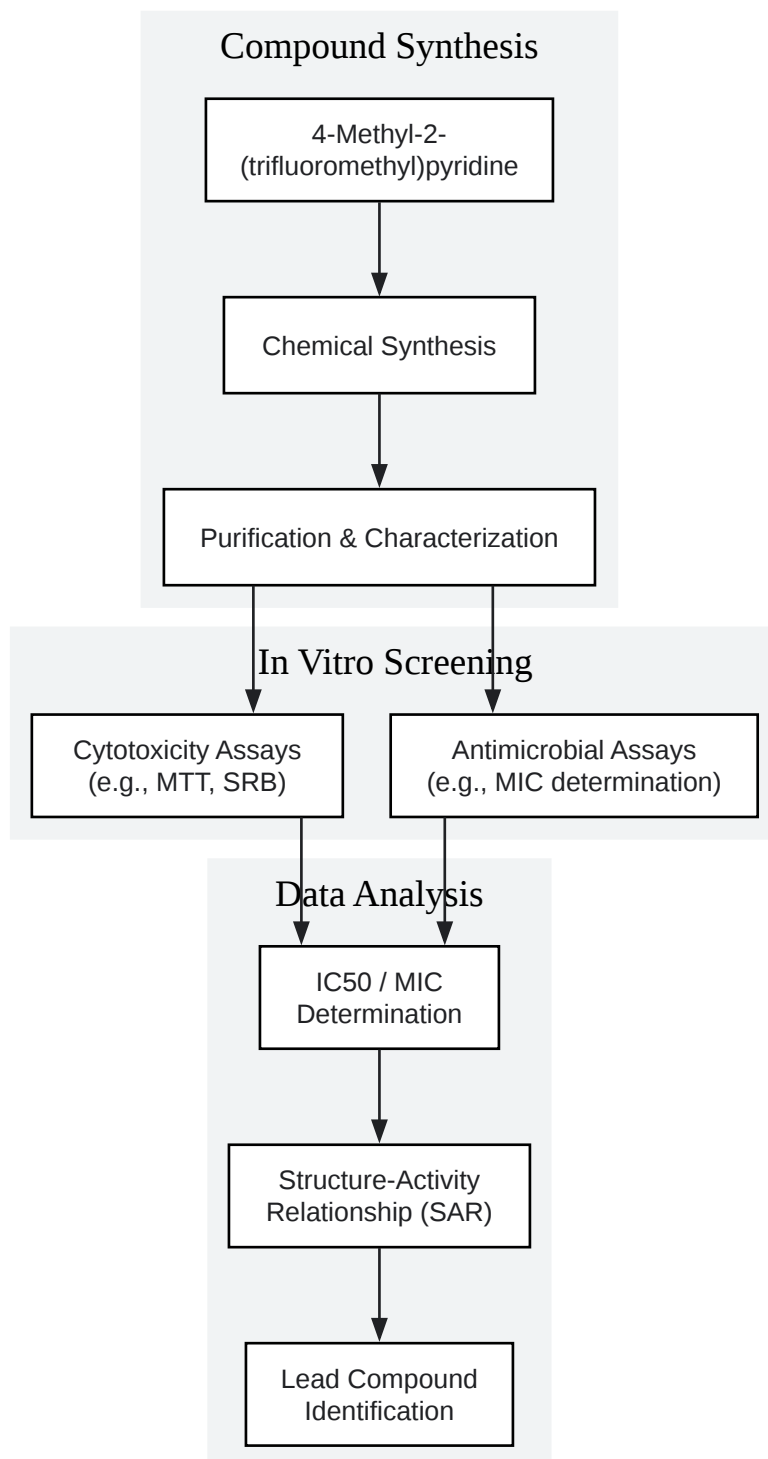 Compound Synthesis
4-Methyl-2-
(trifluoromethyl)pyridine
Chemical Synthesis
Purification & Characterization
In Vitro Screening
Cytotoxicity Assays
(e.g., MTT, SRB)
Antimicrobial Assays
(e.g., MIC determination)
Data Analysis
IC50 / MIC
Determination
Structure-Activity
Relationship (SAR)
Lead Compound
Identification